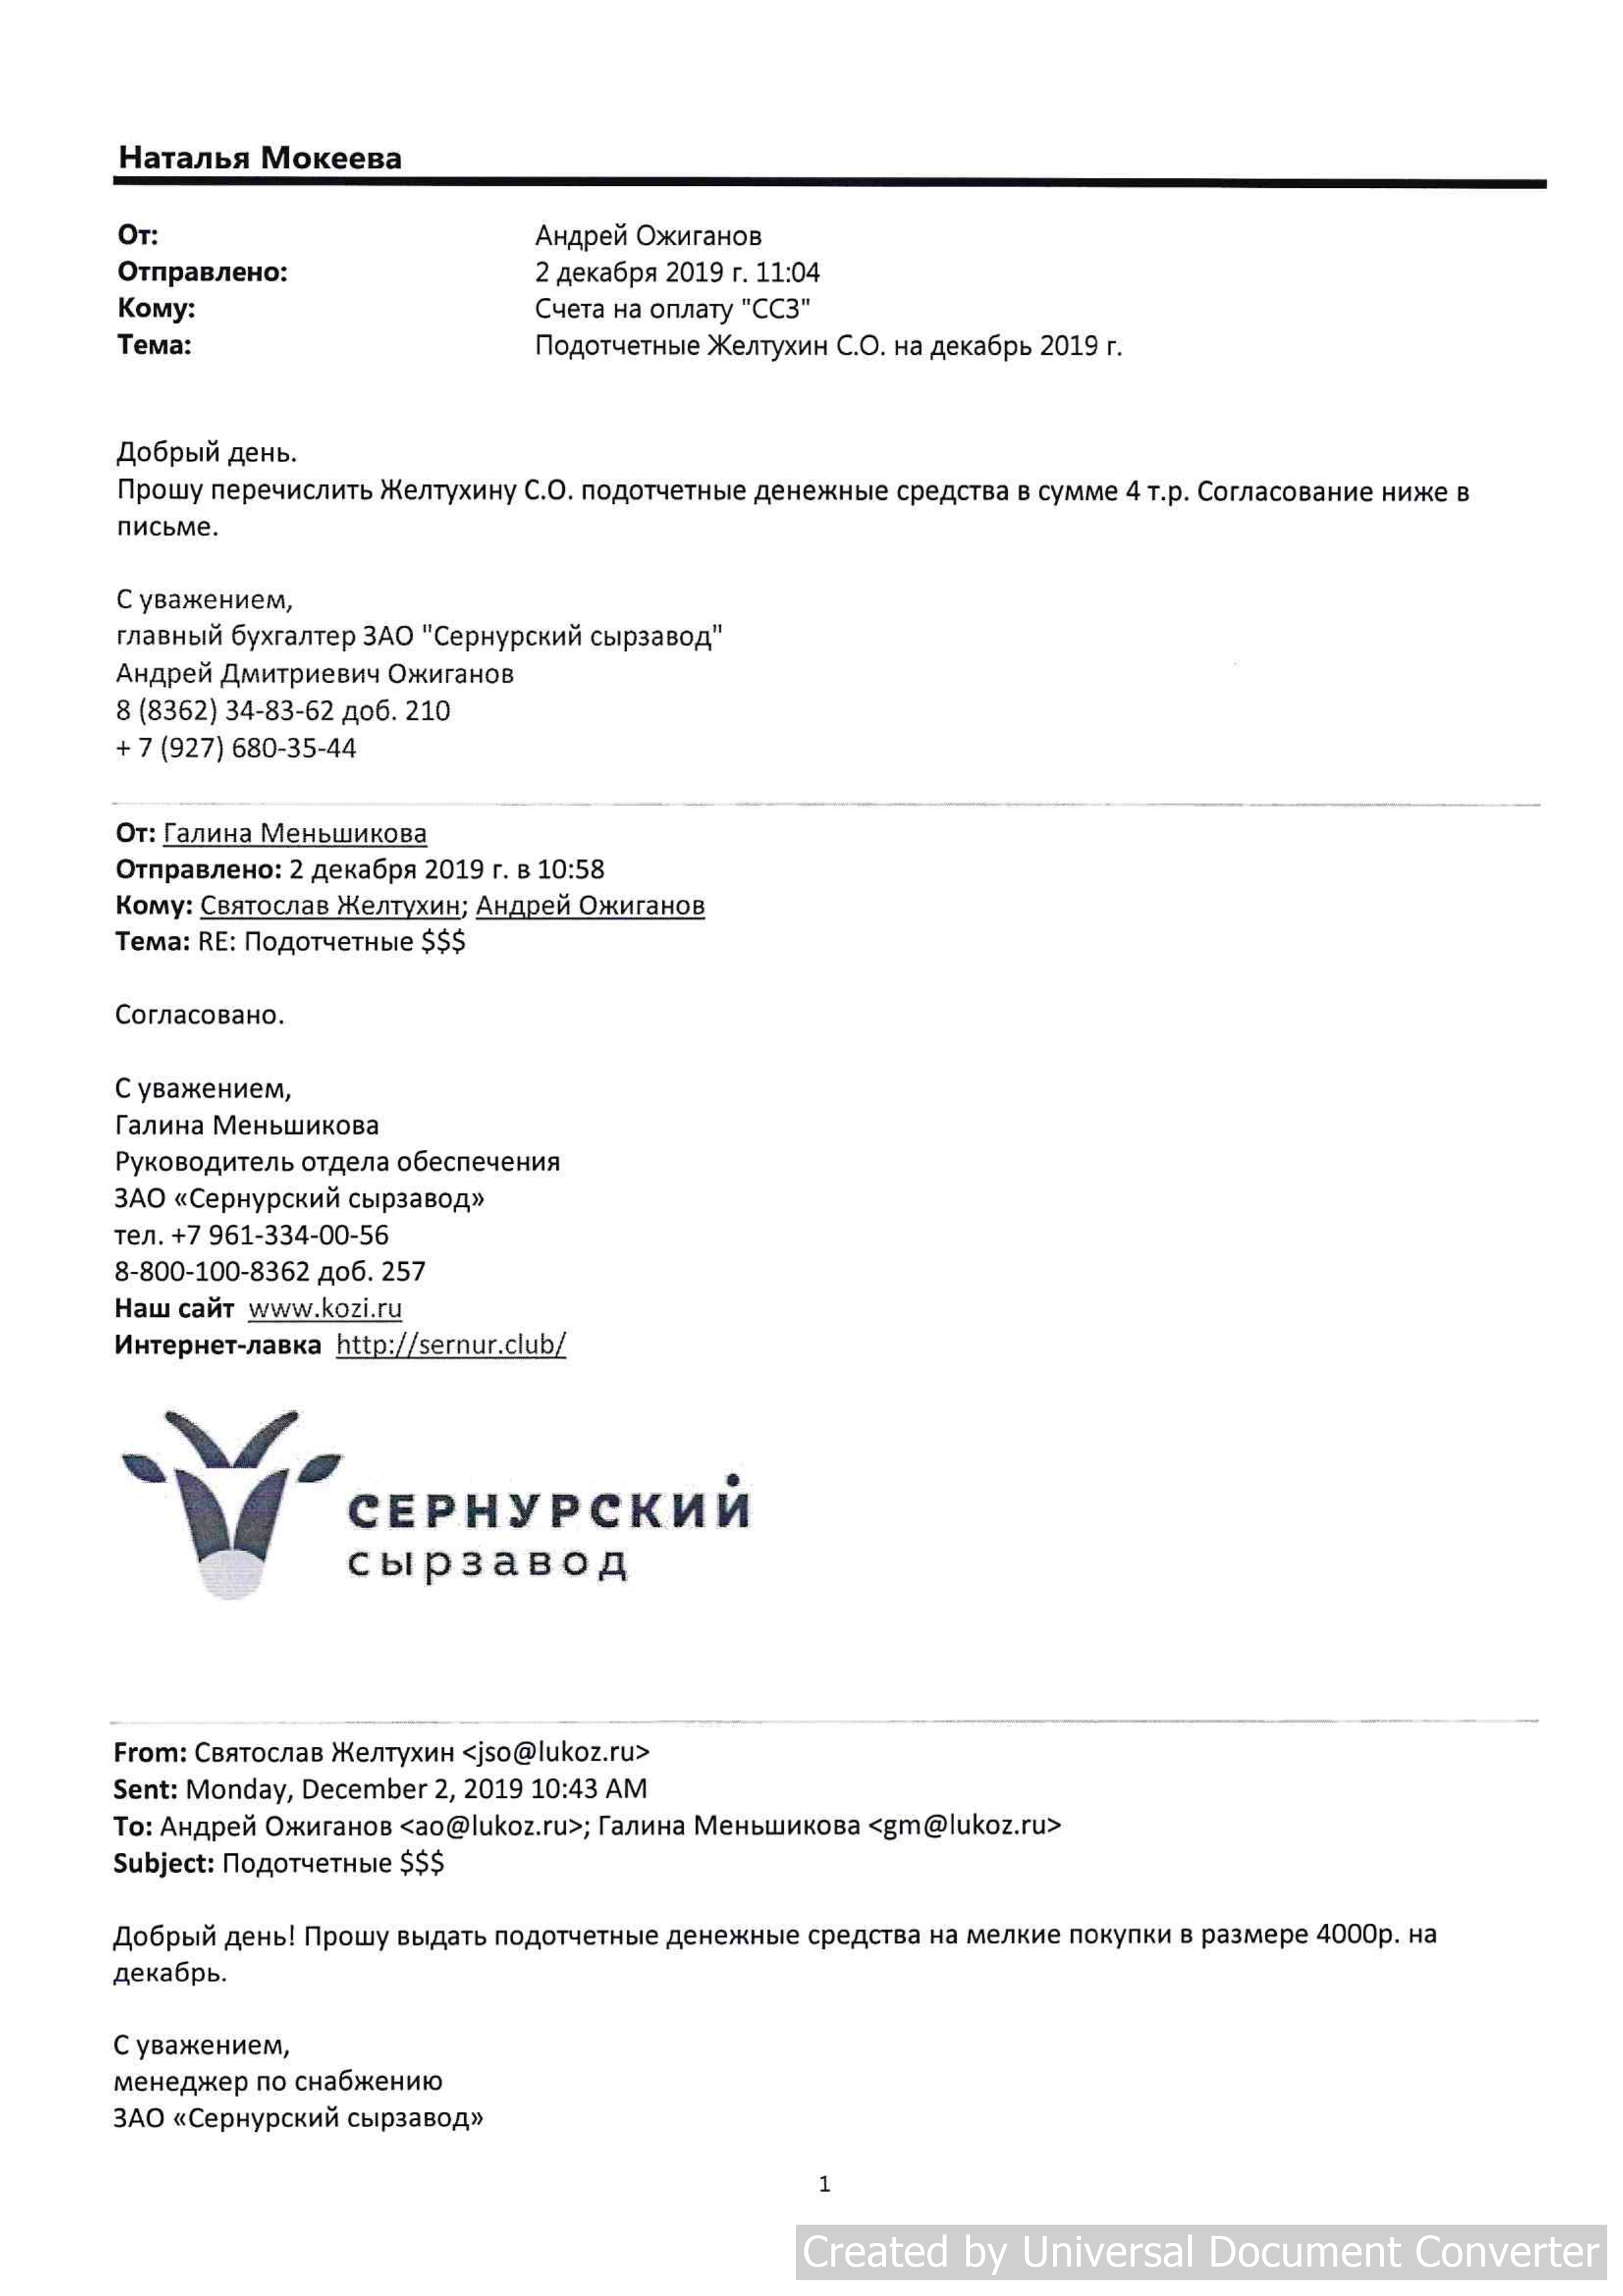 Наталья Мокеева
От: Андрей Ожиганов
Отправлено: 2 декабря 2019 г. 11:04
Кому: Счета на оплату "ССЗ"
Тема: Подотчетные Желтухин С.О. на декабрь 2019 г.
Добрый день.
Прошу перечислить Желтухину С.О. подотчетные денежные средства в сумме 4 т.р. Согласование ниже в
письме.
С уважением,
главный бухгалтер ЗАО "Сернурский сырзавод"
Андрей Дмитриевич Ожиганов
8 (8362) 34-83-62 доб. 210
+ 7 (927) 680-35-44
От: Галина Меньшикова
Отправлено: 2 декабря 2019 г. в 10:58
Кому: Святослав Желтухин; Андрей Ожиганов
Тема: RE: Подотчетные $$$
Согласовано.
С уважением,
Галина Меньшикова
Руководитель отдела обеспечения
ЗАО «Сернурский сырзавод»
тел. +7 961-334-00-56
8-800-100-8362 доб. 257
Наш сайт www.kozi.ru
Интернет-лавка http://sernur.club/
СЕРНУРСКИЙ
сырзавод
From: Святослав Желтухин <jso@lukoz.ru>
Sent: Monday, December 2, 2019 10:43 AM
To: Андрей Ожиганов <ao@lukoz.ru>; Галина Меньшикова <gm@lukoz.ru>
Subject: Подотчетные $$$
Добрый день! Прошу выдать подотчетные денежные средства на мелкие покупки в размере 4000р. на
декабрь.
С уважением,
менеджер по снабжению
ЗАО «Сернурский сырзавод»
1
Created by Universal Document Converter